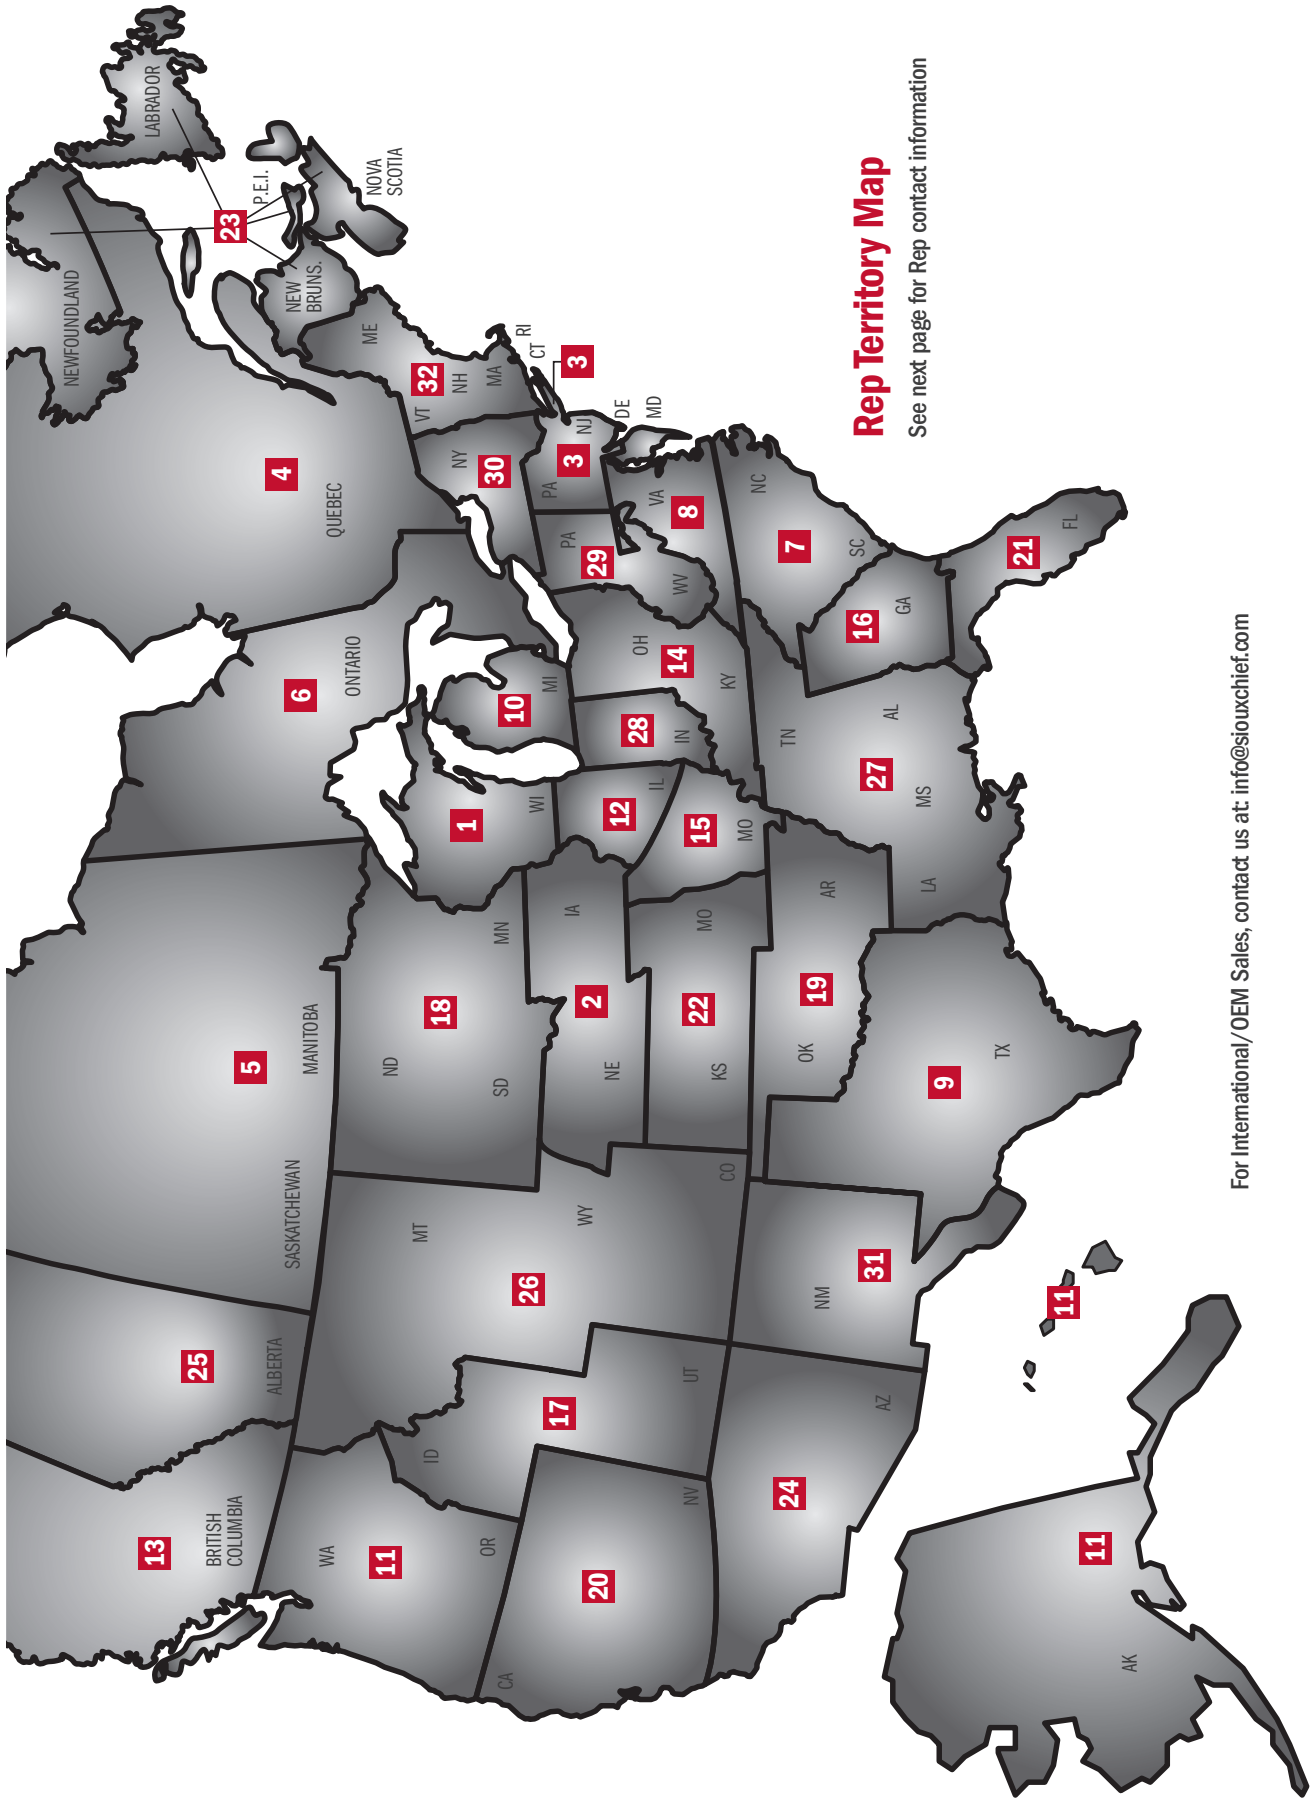 13
BRITISH
COLUMBIA
25
ALBERTA
5
SASKATCHEWAN
MANITOBA
6
ONTARIO
4
QUEBEC
NEWFOUNDLAND
LABRADOR
23
P.E.I.
NEW
BRUNS.
NOVA
SCOTIA
WA
11
OR
ID
17
UT
MT
26
WY
CO
ND
18
SD
MN
1
WI
10
MI
VT
32
ME
NH
MA
RI
CT
3
NY
30
PA
3
NJ
DE
MD
PA
29
WV
VA
8
OH
14
KY
28
IN
12
IL
15
MO
IA
2
NE
MO
22
KS
CA
20
NV
24
AZ
NM
31
OK
19
AR
9
TX
TN
27
AL
MS
LA
NC
7
SC
16
GA
21
FL
11
AK
11
Rep Territory Map
See next page for Rep contact information
For International/OEM Sales, contact us at: info@siouxchief.com